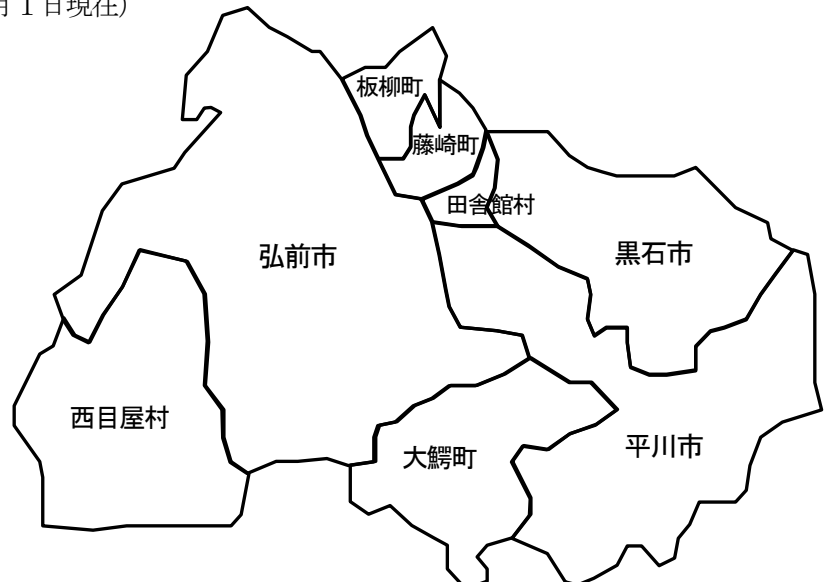 月１日現在）
板柳町
藤崎町
田舎館村
弘前市
黒石市
西目屋村
大鰐町
平川市